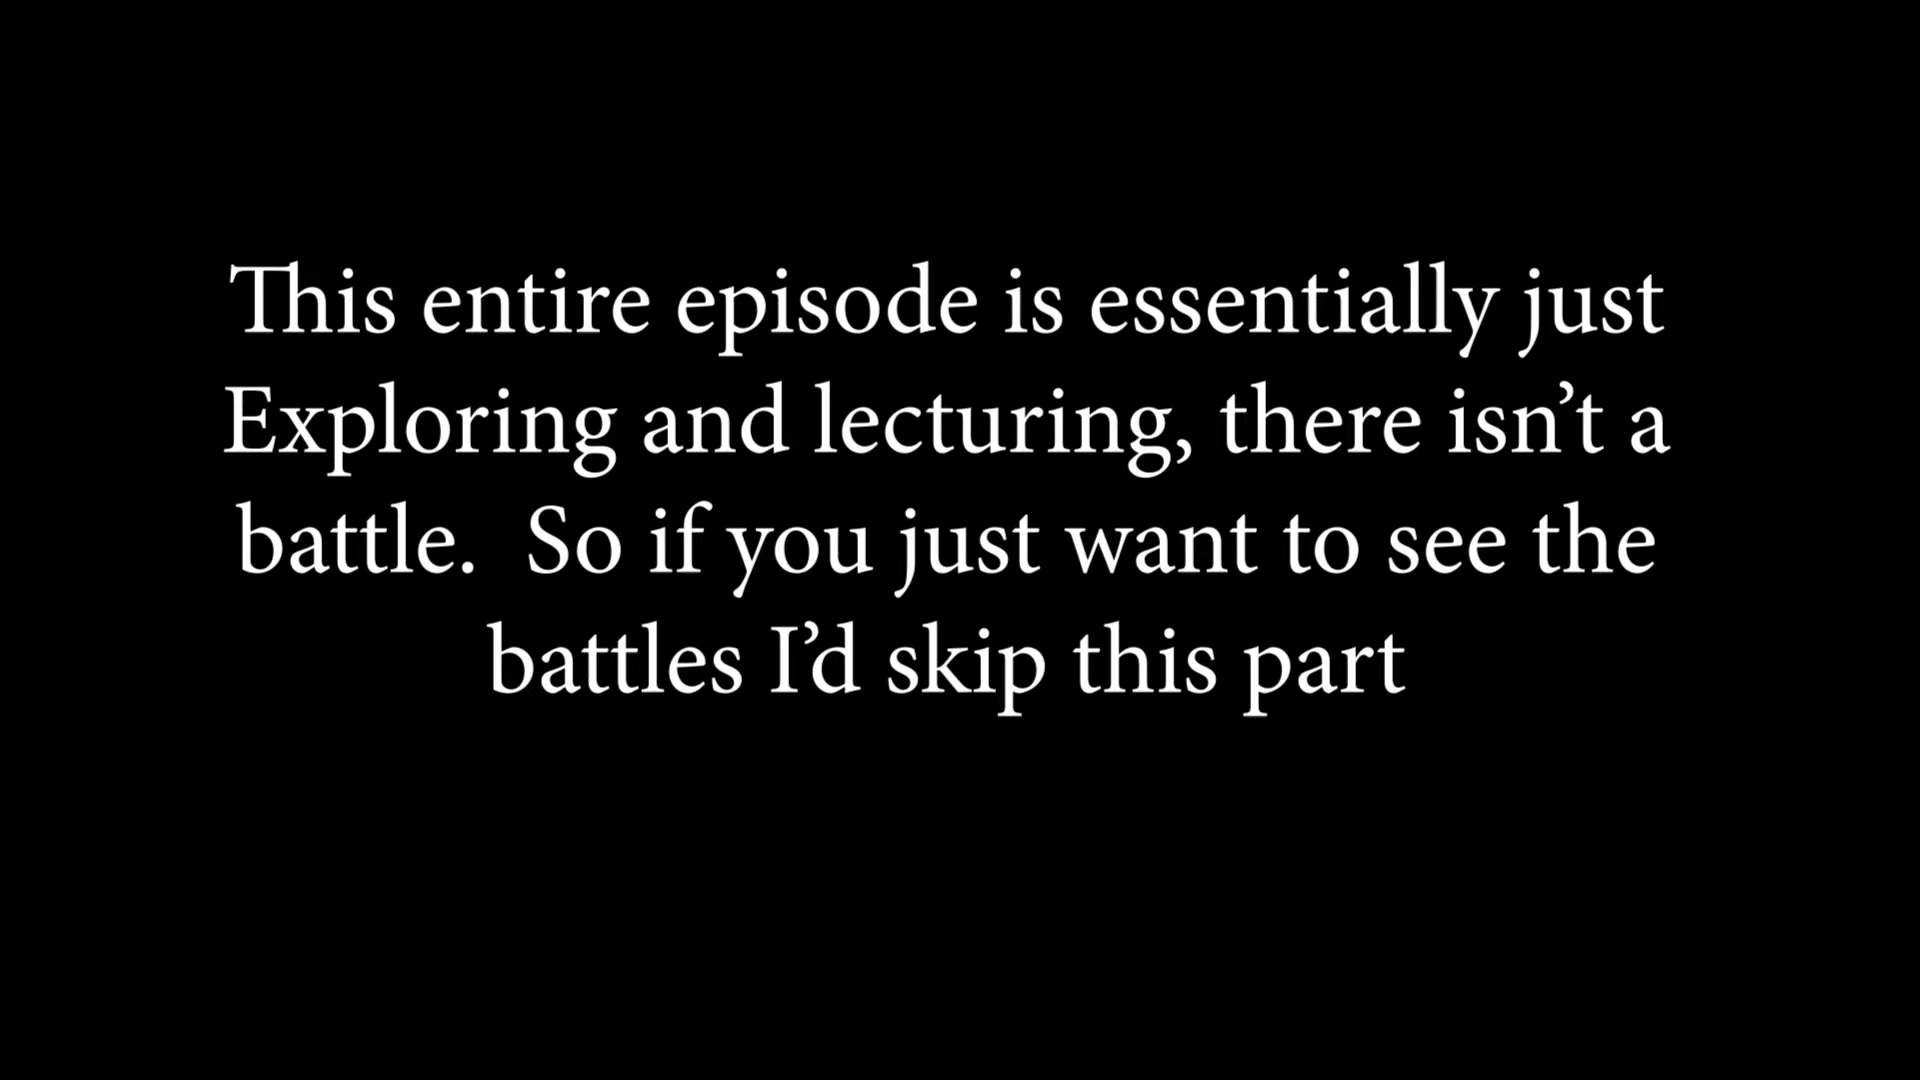 This entire episode is essentially just
Exploring and lecturing, there isn’t a
battle.  So if you just want to see the
battles I’d skip this part